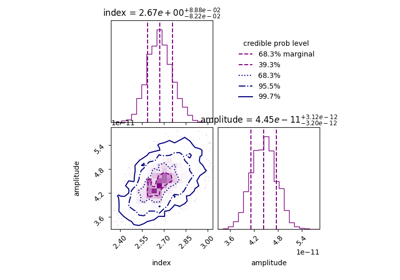 index = 2.67e+00+8.88e−02−8.22e−02
credible prob level
68.3% marginal
39.3%
68.3%
95.5%
99.7%
amplitude = 4.45e−11+3.12e−12−3.20e−12
1e−11
amplitude
5.4
4.8
4.2
3.6
2.40
2.55
2.70
2.85
3.00
index
3.6
4.2
4.8
5.4
1e−11
amplitude